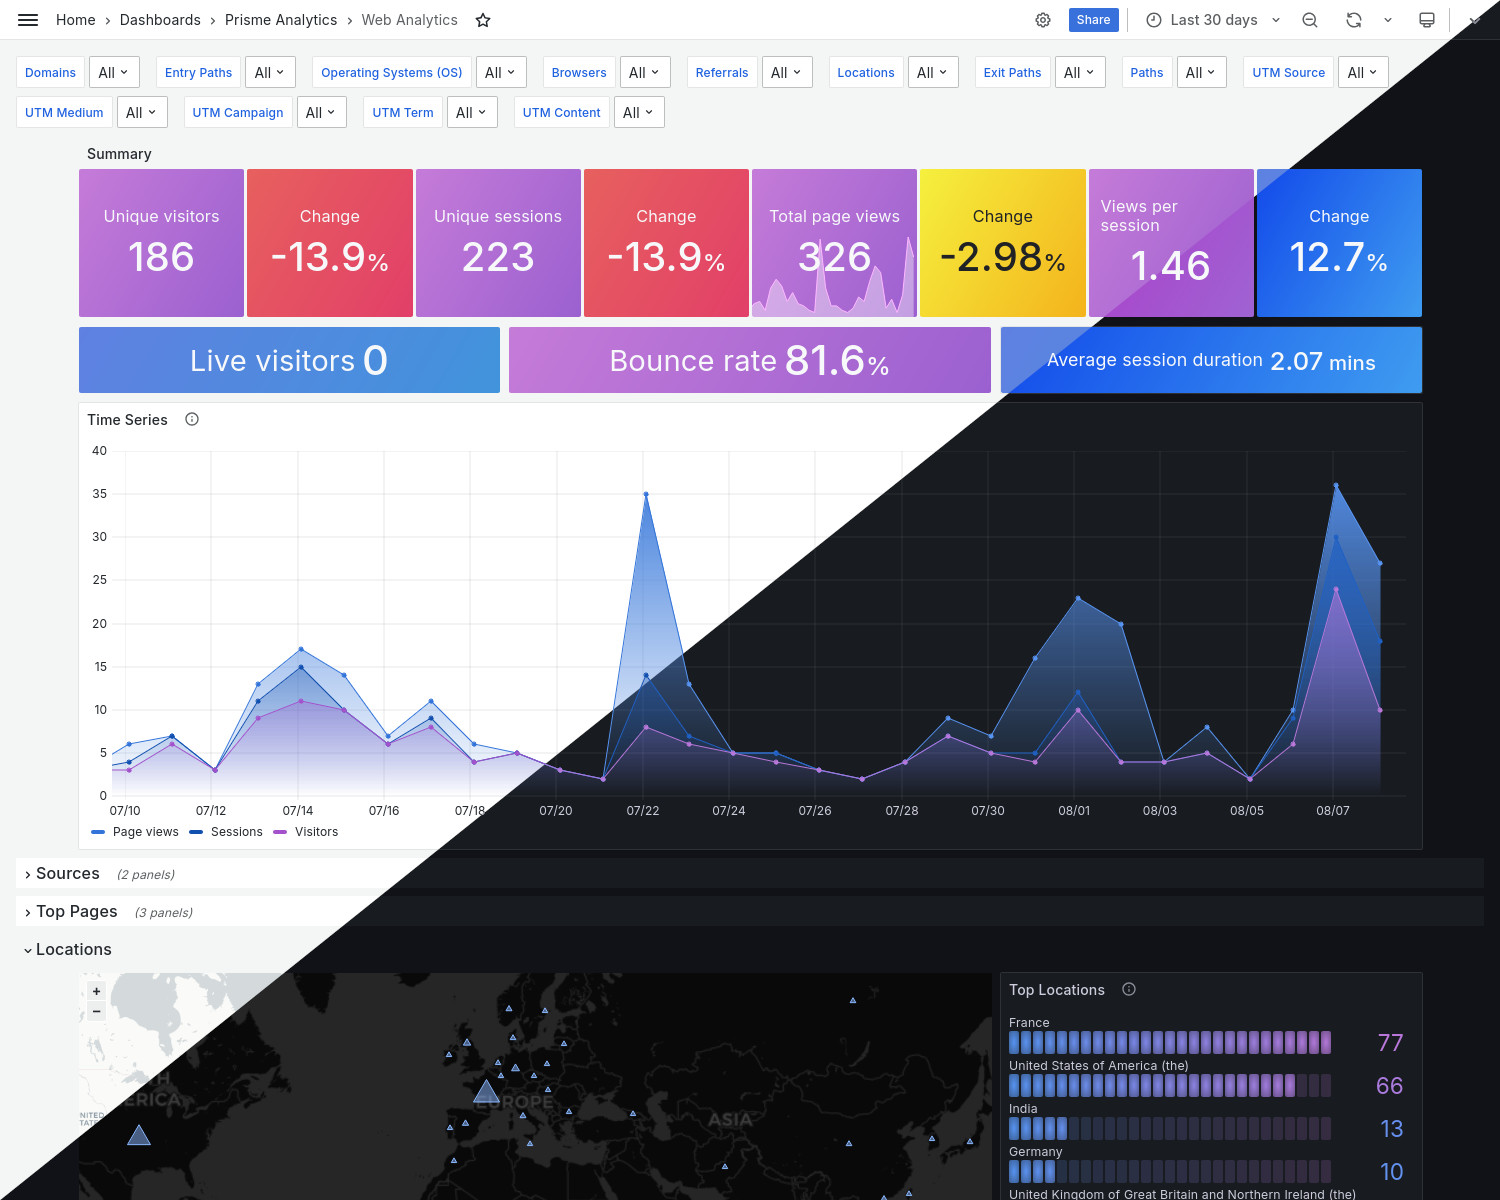 Home › Dashboards › Prisme Analytics › Web Analytics
Share
Last 30 days
Domains All Entry Paths All Operating Systems (OS) All Browsers All Referrals All Locations All Exit Paths All Paths All UTM Source All
UTM Medium All UTM Campaign All UTM Term All UTM Content All
Summary
Unique visitors
186
Change
-13.9%
Unique sessions
223
Change
-13.9%
Total page views
326
Change
-2.98%
Views per
session
1.46
Change
12.7%
Live visitors 0
Bounce rate 81.6%
Average session duration 2.07 mins
Time Series
40
35
30
25
20
15
10
5
0
07/10 07/12 07/14 07/16 07/18 07/20 07/22 07/24 07/26 07/28 07/30 08/01 08/03 08/05 08/07
Page views Sessions Visitors
› Sources (2 panels)
› Top Pages (3 panels)
Locations
+
−
EUROPE
ASIA
Top Locations
France
77
United States of America (the)
66
India
13
Germany
10
United Kingdom of Great Britain and Northern Ireland (the)